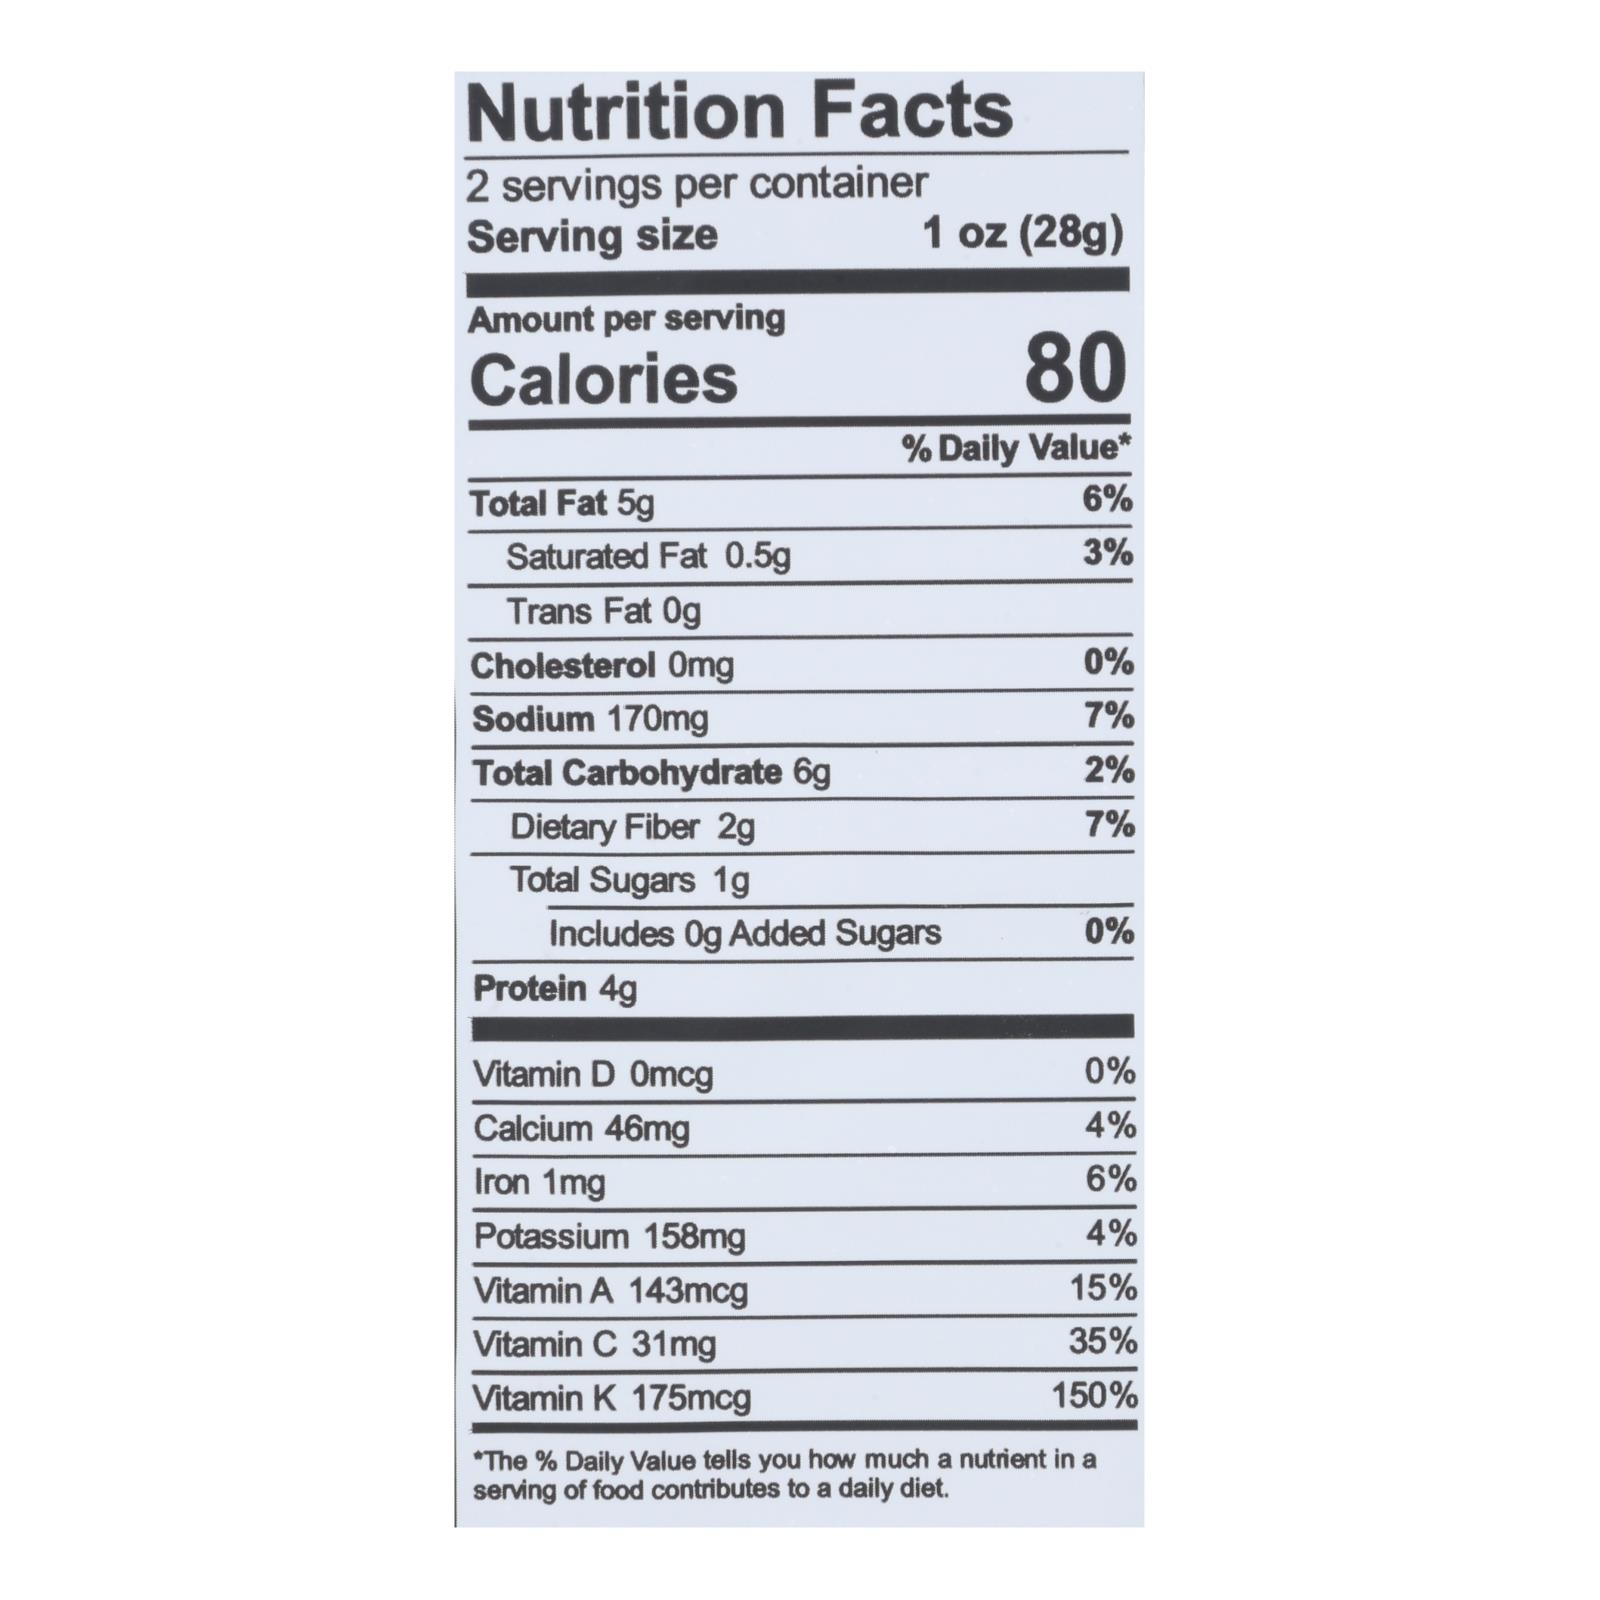 Nutrition Facts
2 servings per container
Serving size 1 oz (28g)
Amount per serving
Calories 80
% Daily Value*
Total Fat 5g 6%
Saturated Fat 0.5g 3%
Trans Fat 0g
Cholesterol 0mg 0%
Sodium 170mg 7%
Total Carbohydrate 6g 2%
Dietary Fiber 2g 7%
Total Sugars 1g
Includes 0g Added Sugars 0%
Protein 4g
Vitamin D 0mcg 0%
Calcium 46mg 4%
Iron 1mg 6%
Potassium 158mg 4%
Vitamin A 143mcg 15%
Vitamin C 31mg 35%
Vitamin K 175mcg 150%
*The % Daily Value tells you how much a nutrient in a
serving of food contributes to a daily diet.